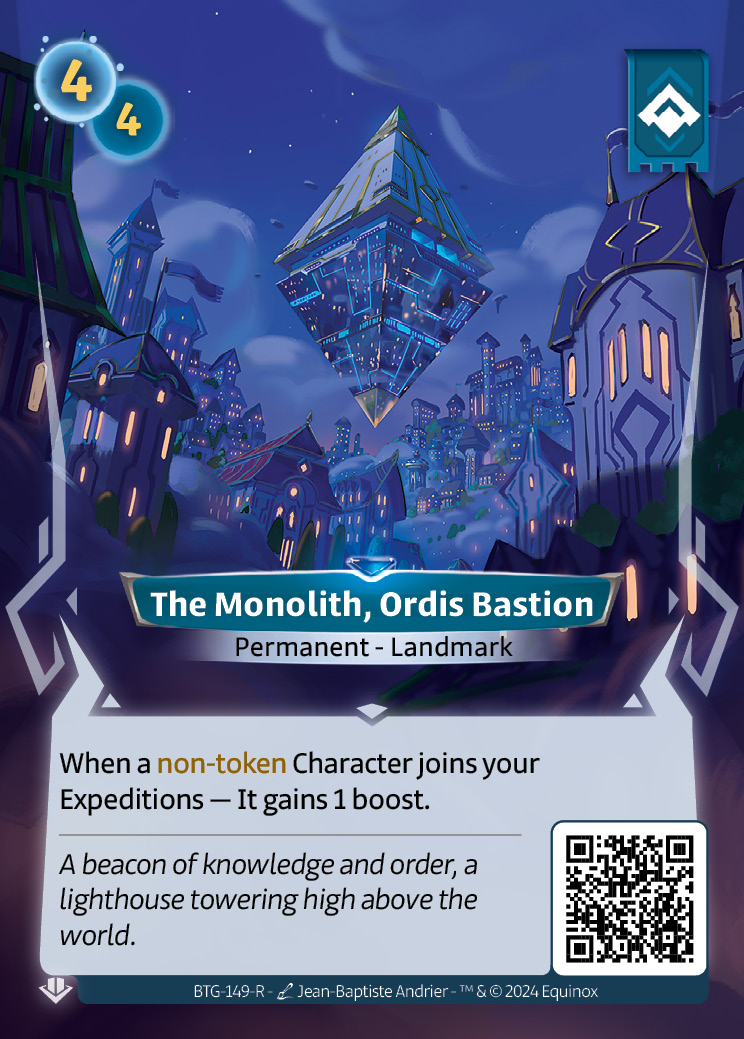 4
4
The Monolith, Ordis Bastion
Permanent - Landmark
When a non-token Character joins your
Expeditions — It gains 1 boost.
A beacon of knowledge and order, a
lighthouse towering high above the
world.
BTG-149-R - Jean-Baptiste Andrier - ™ & © 2024 Equinox